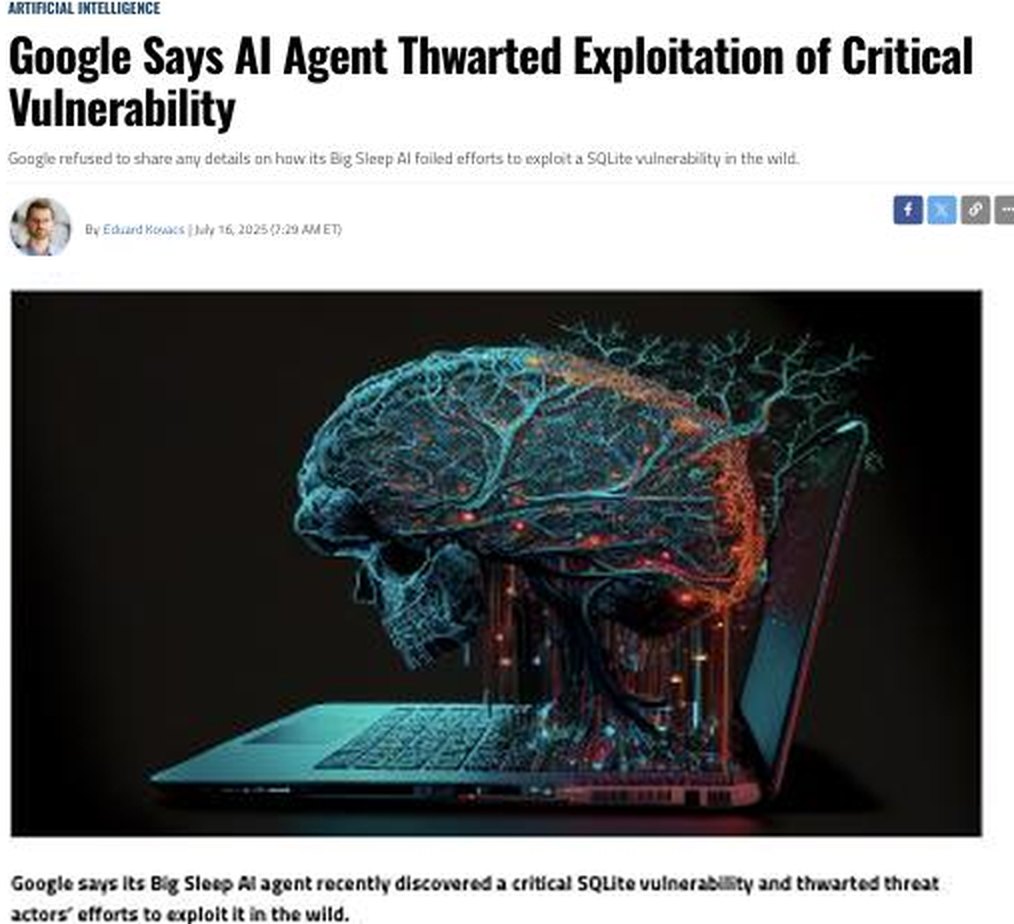 ARTIFICIAL INTELLIGENCE
Google Says AI Agent Thwarted Exploitation of Critical
Vulnerability
Google refused to share any details on how its Big Sleep AI foiled efforts to exploit a SQLite vulnerability in the wild.
By Eduard Kovacs | July 16, 2025 (7:29 AM ET)
Google says its Big Sleep AI agent recently discovered a critical SQLite vulnerability and thwarted threat
actors’ efforts to exploit it in the wild.